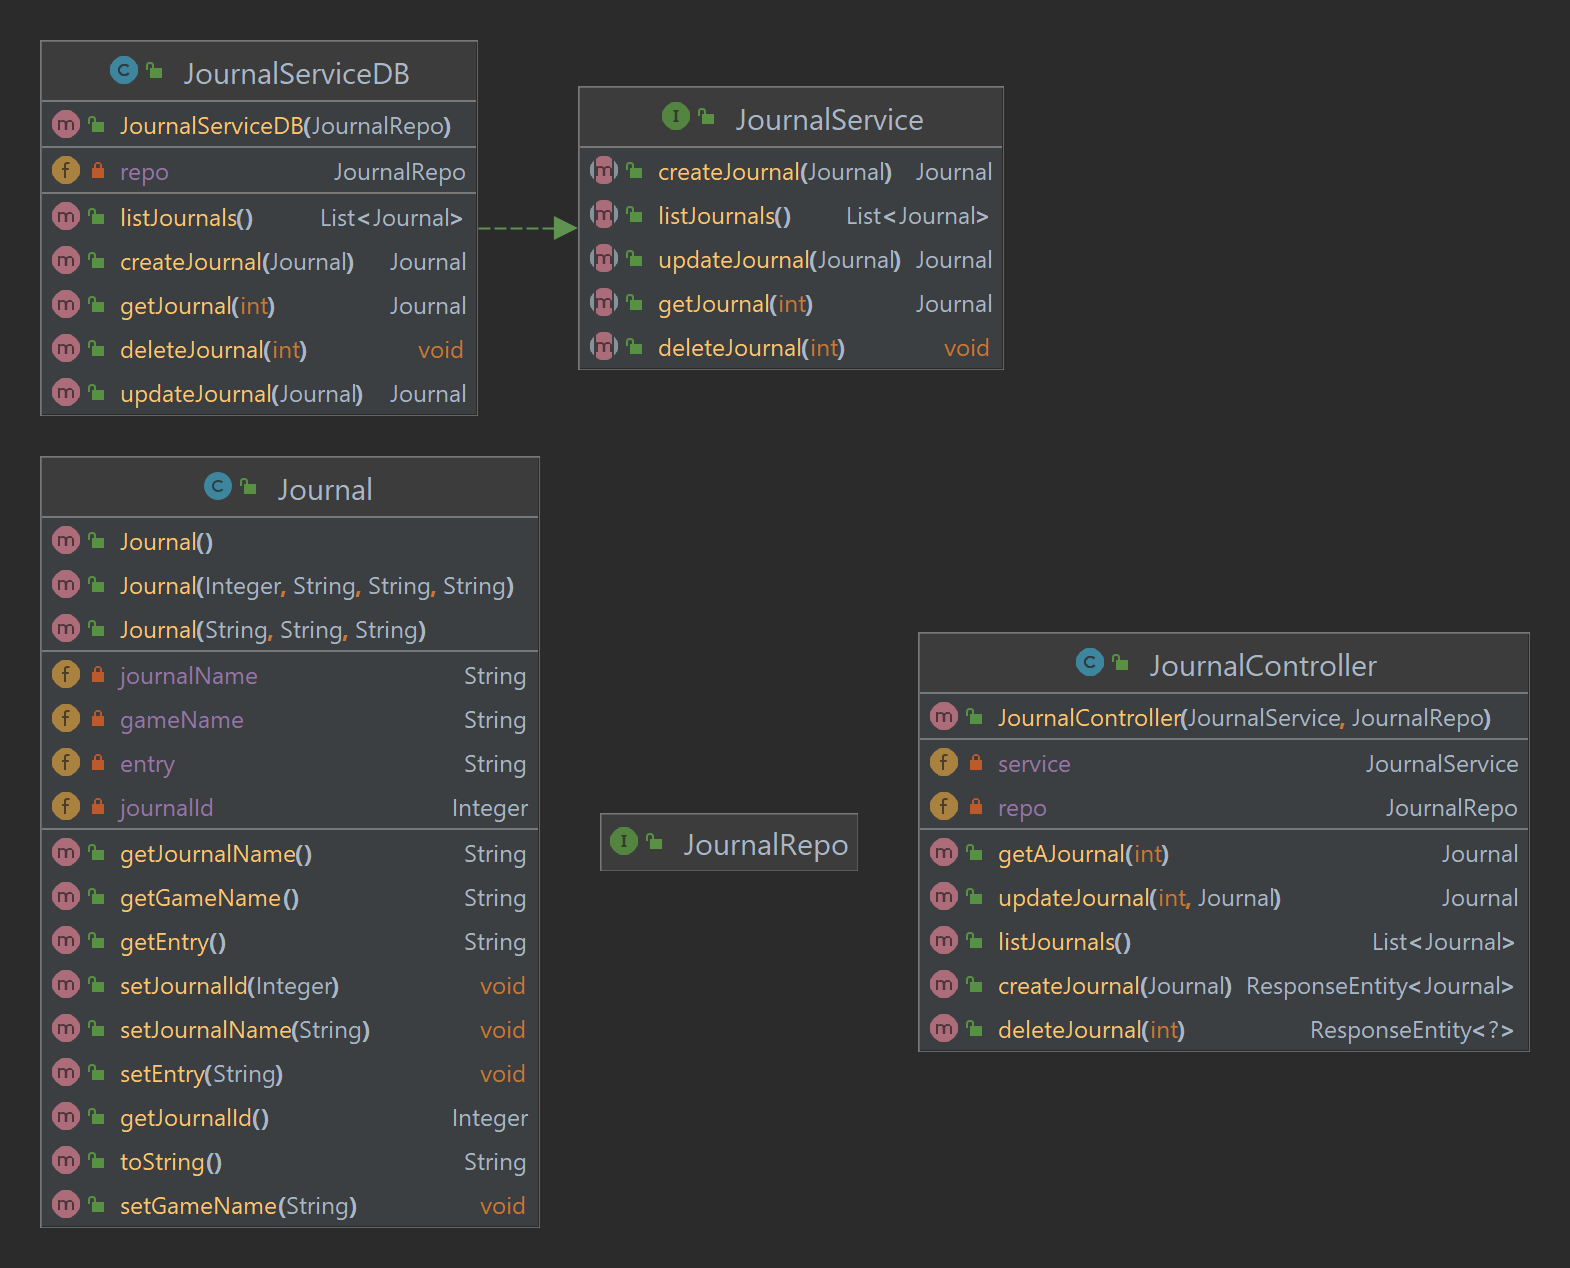 JournalServiceDB
JournalServiceDB(JournalRepo)
repo JournalRepo
listJournals() List<Journal>
createJournal(Journal) Journal
getJournal(int) Journal
deleteJournal(int) void
updateJournal(Journal) Journal
JournalService
createJournal(Journal) Journal
listJournals() List<Journal>
updateJournal(Journal) Journal
getJournal(int) Journal
deleteJournal(int) void
Journal
Journal()
Journal(Integer, String, String, String)
Journal(String, String, String)
journalName String
gameName String
entry String
journalId Integer
getJournalName() String
getGameName() String
getEntry() String
setJournalId(Integer) void
setJournalName(String) void
setEntry(String) void
getJournalId() Integer
toString() String
setGameName(String) void
JournalRepo
JournalController
JournalController(JournalService, JournalRepo)
service JournalService
repo JournalRepo
getAJournal(int) Journal
updateJournal(int, Journal) Journal
listJournals() List<Journal>
createJournal(Journal) ResponseEntity<Journal>
deleteJournal(int) ResponseEntity<?>